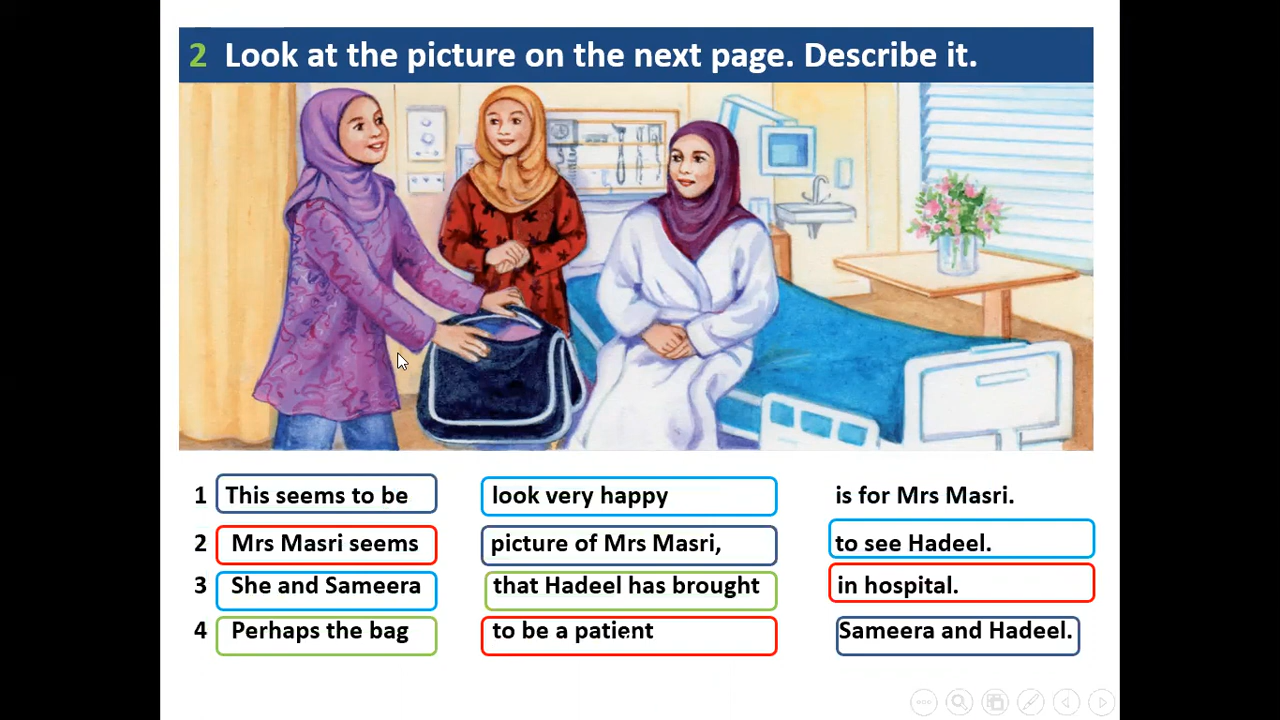 2 Look at the picture on the next page. Describe it.
1 This seems to be look very happy is for Mrs Masri.
2 Mrs Masri seems picture of Mrs Masri, to see Hadeel.
3 She and Sameera that Hadeel has brought in hospital.
4 Perhaps the bag to be a patient Sameera and Hadeel.